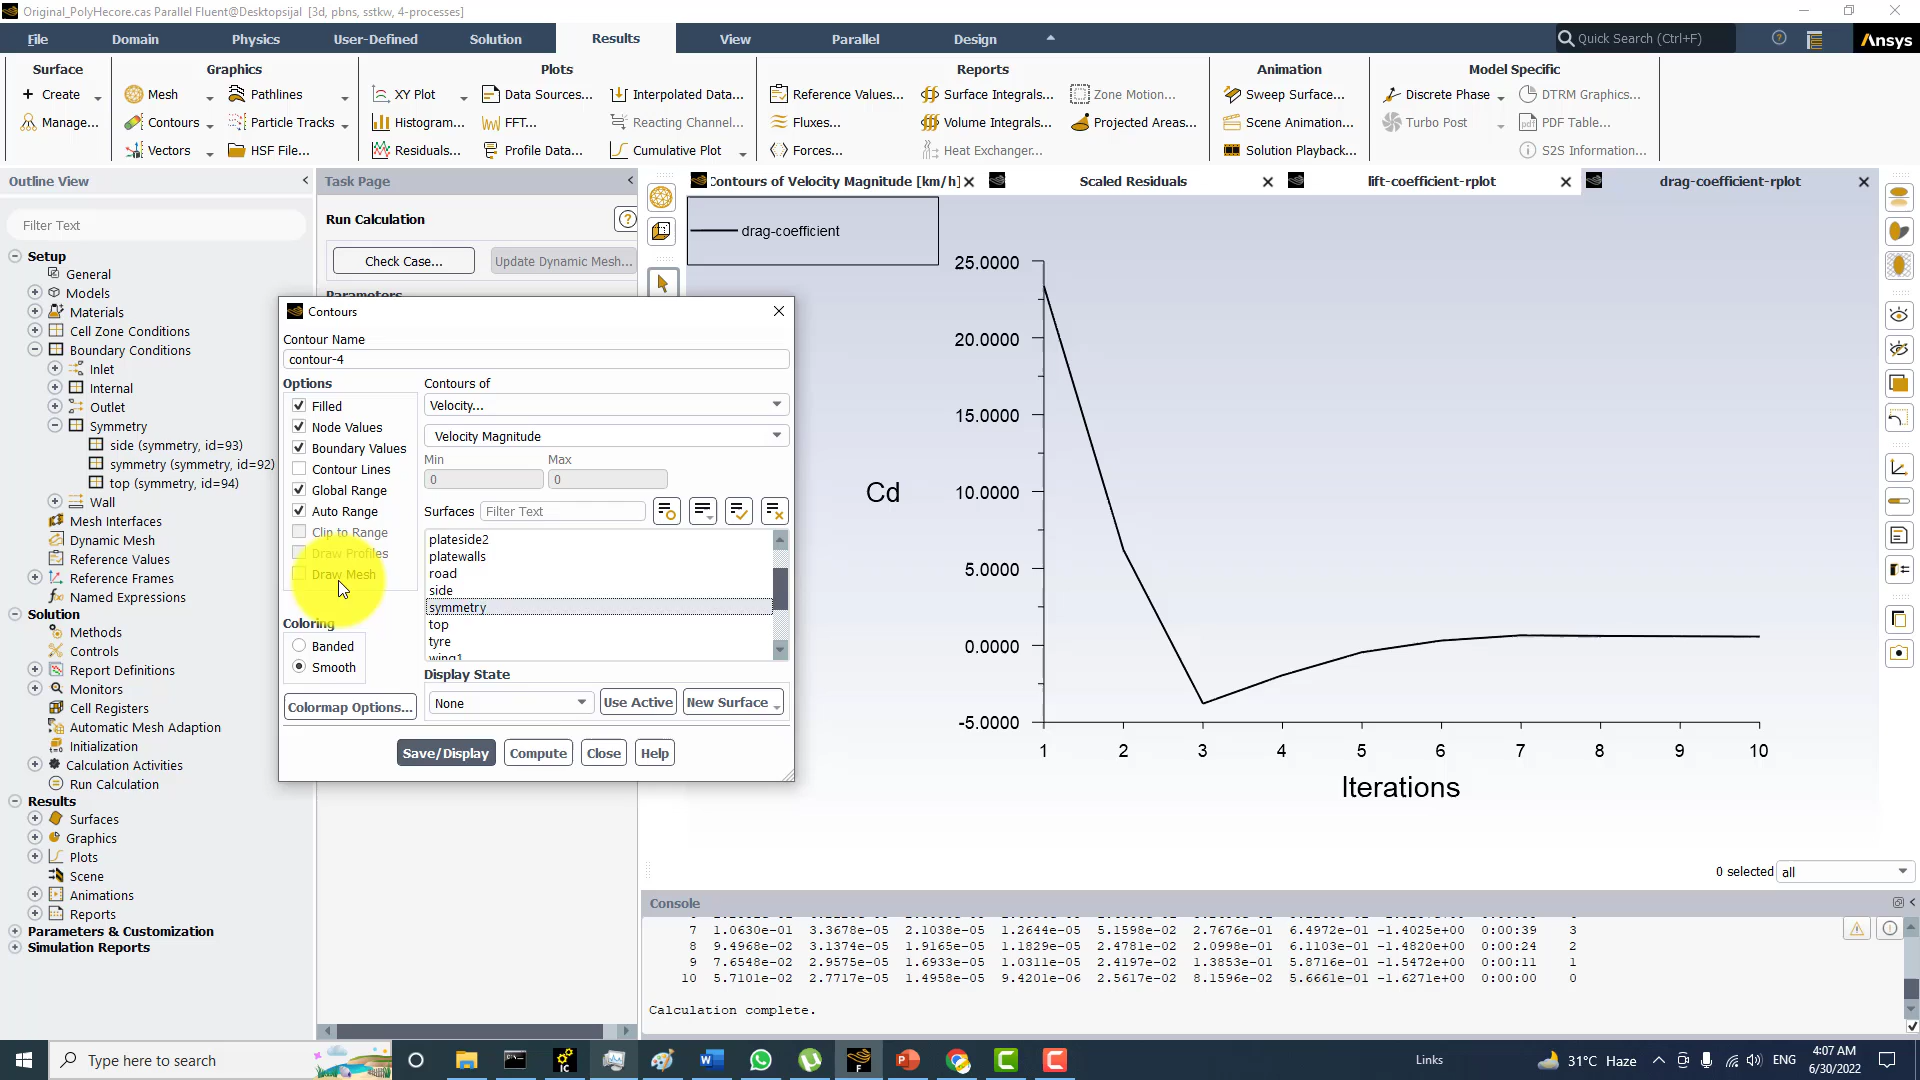 Original_PolyHecore.cas Parallel Fluent@Desktopsijal [3d, pbns, sstkw, 4-processes]
File Domain Physics User-Defined Solution Results View Parallel Design Quick Search (Ctrl+F) Ansys
Surface Graphics Plots Reports Animation Model Specific
+ Create Mesh Pathlines XY Plot Data Sources... Interpolated Data... Reference Values... Surface Integrals... Zone Motion... Sweep Surface... Discrete Phase DTRM Graphics...
Manage... Contours Particle Tracks Histogram... FFT... Reacting Channel... Fluxes... Volume Integrals... Projected Areas... Scene Animation... Turbo Post PDF Table...
Vectors HSF File... Residuals... Profile Data... Cumulative Plot Forces... Heat Exchanger... Solution Playback... S2S Information...
Outline View
Filter Text
Setup
General
Models
Materials
Cell Zone Conditions
Boundary Conditions
Inlet
Internal
Outlet
Symmetry
side (symmetry, id=93)
symmetry (symmetry, id=92)
top (symmetry, id=94)
Wall
Mesh Interfaces
Dynamic Mesh
Reference Values
Reference Frames
Named Expressions
Solution
Methods
Controls
Report Definitions
Monitors
Cell Registers
Automatic Mesh Adaption
Initialization
Calculation Activities
Run Calculation
Results
Surfaces
Graphics
Plots
Scene
Animations
Reports
Parameters & Customization
Simulation Reports
Task Page
Run Calculation
Check Case... Update Dynamic Mesh...
Parameters
Contours
Contour Name
contour-4
Options
Filled
Node Values
Boundary Values
Contour Lines
Global Range
Auto Range
Clip to Range
Draw Profiles
Draw Mesh
Coloring
Banded
Smooth
Colormap Options...
Contours of
Velocity...
Velocity Magnitude
Min Max
0 0
Surfaces Filter Text
plateside2
platewalls
road
side
symmetry
top
tyre
wing1
Display State
None Use Active New Surface
Save/Display Compute Close Help
Contours of Velocity Magnitude [km/h] Scaled Residuals lift-coefficient-rplot drag-coefficient-rplot
drag-coefficient
25.0000
20.0000
15.0000
Cd
10.0000
5.0000
0.0000
-5.0000
1 2 3 4 5 6 7 8 9 10
Iterations
0 selected all
Console
7 1.0630e-01 3.3678e-05 2.1038e-05 1.2644e-05 5.1598e-02 2.7676e-01 6.4972e-01 -1.4025e+00 0:00:39 3
8 9.4968e-02 3.1374e-05 1.9165e-05 1.1829e-05 2.4781e-02 2.0998e-01 6.1103e-01 -1.4820e+00 0:00:24 2
9 7.6548e-02 2.9575e-05 1.6933e-05 1.0311e-05 2.4197e-02 1.3853e-01 5.8716e-01 -1.5472e+00 0:00:11 1
10 5.7101e-02 2.7717e-05 1.4958e-05 9.4201e-06 2.5617e-02 8.1596e-02 5.6661e-01 -1.6271e+00 0:00:00 0
Calculation complete.
Type here to search Links 31°C Haze ENG 4:07 AM
6/30/2022